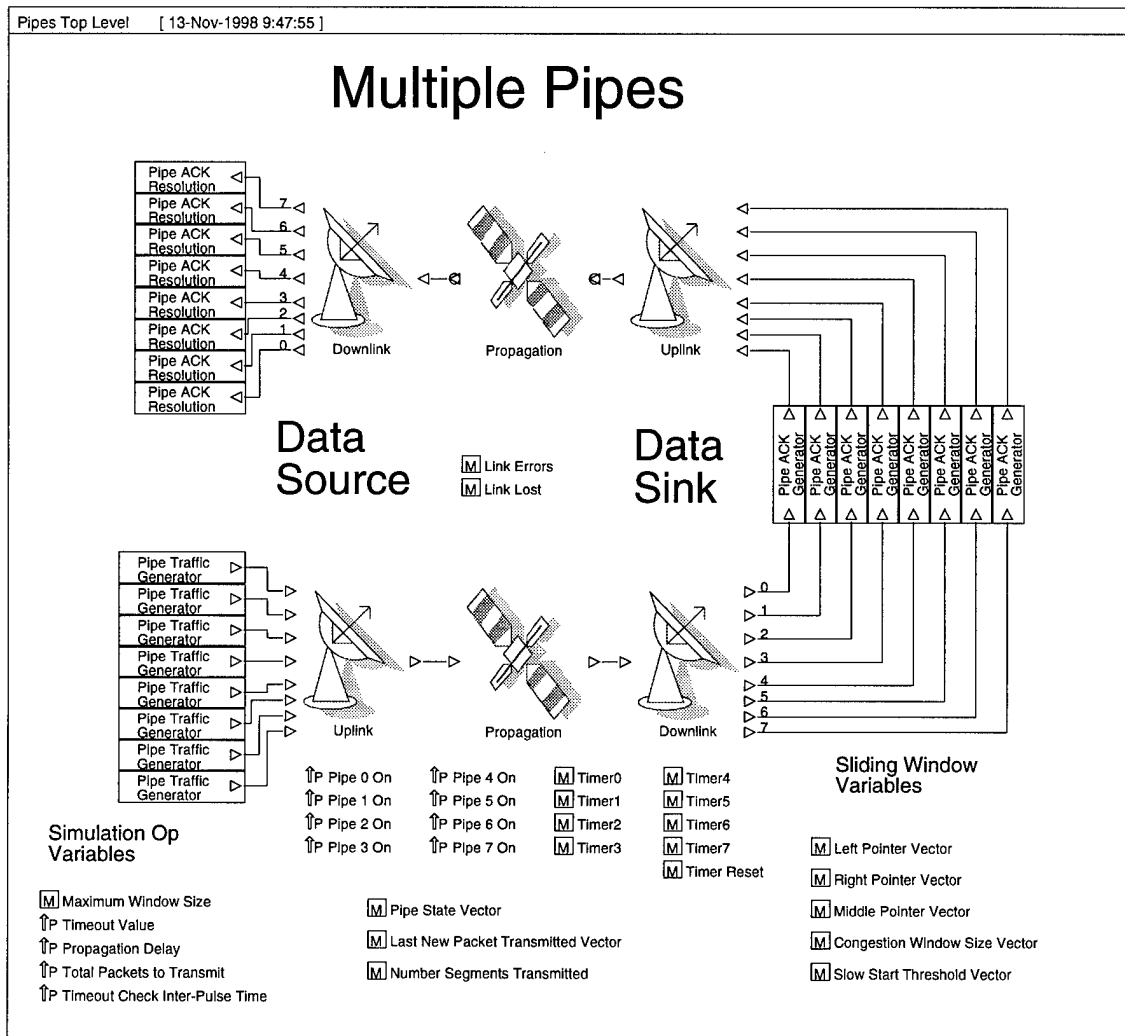 Pipes Top Level [ 13-Nov-1998 9:47:55 ]
Multiple Pipes
Pipe ACK
Resolution
Pipe ACK
Resolution
Pipe ACK
Resolution
Pipe ACK
Resolution
Pipe ACK
Resolution
Pipe ACK
Resolution
Pipe ACK
Resolution
Pipe ACK
Resolution
7
6
5
4
3
2
1
0
Downlink
Propagation
Uplink
Data
Source
M Link Errors
M Link Lost
Data
Sink
Pipe ACK
Generator
Pipe ACK
Generator
Pipe ACK
Generator
Pipe ACK
Generator
Pipe ACK
Generator
Pipe ACK
Generator
Pipe ACK
Generator
Pipe ACK
Generator
Pipe Traffic
Generator
Pipe Traffic
Generator
Pipe Traffic
Generator
Pipe Traffic
Generator
Pipe Traffic
Generator
Pipe Traffic
Generator
Pipe Traffic
Generator
Pipe Traffic
Generator
Uplink
Propagation
Downlink
0
1
2
3
4
5
6
7
⇑P Pipe 0 On
⇑P Pipe 1 On
⇑P Pipe 2 On
⇑P Pipe 3 On
⇑P Pipe 4 On
⇑P Pipe 5 On
⇑P Pipe 6 On
⇑P Pipe 7 On
M Timer0
M Timer1
M Timer2
M Timer3
M Timer4
M Timer5
M Timer6
M Timer7
M Timer Reset
Simulation Op
Variables
M Maximum Window Size
⇑P Timeout Value
⇑P Propagation Delay
⇑P Total Packets to Transmit
⇑P Timeout Check Inter-Pulse Time
M Pipe State Vector
M Last New Packet Transmitted Vector
M Number Segments Transmitted
Sliding Window
Variables
M Left Pointer Vector
M Right Pointer Vector
M Middle Pointer Vector
M Congestion Window Size Vector
M Slow Start Threshold Vector